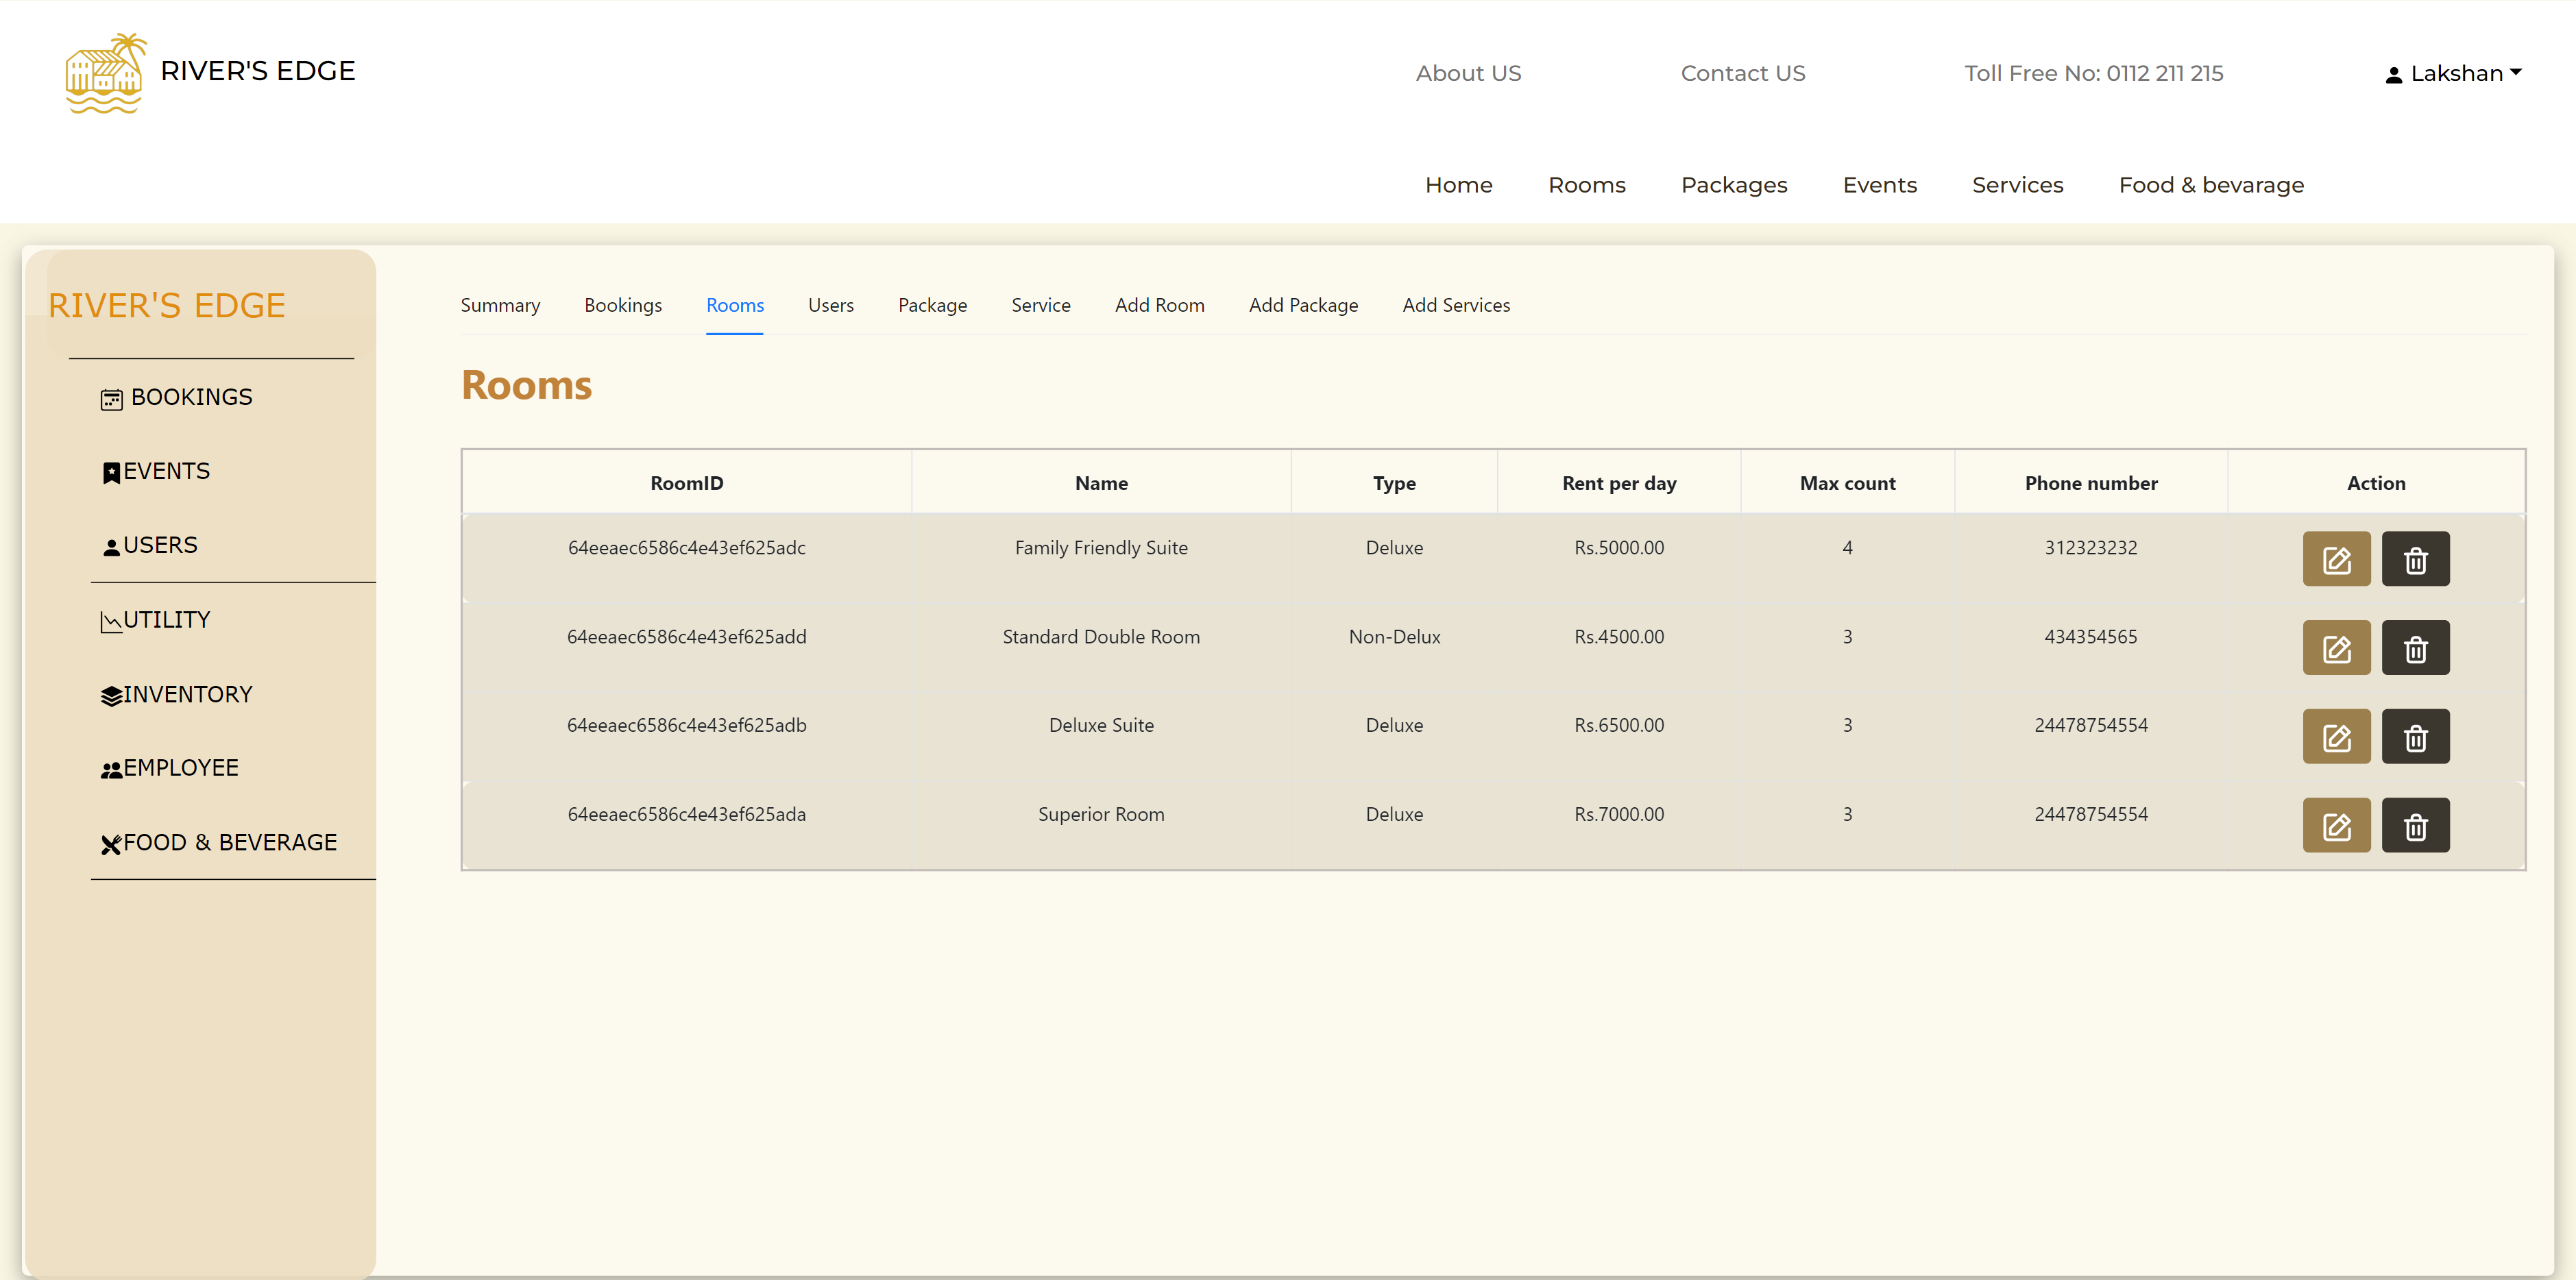 RIVER'S EDGE
About US Contact US Toll Free No: 0112 211 215 Lakshan
Home Rooms Packages Events Services Food & bevarage
RIVER'S EDGE
BOOKINGS
EVENTS
USERS
UTILITY
INVENTORY
EMPLOYEE
FOOD & BEVERAGE
Summary Bookings Rooms Users Package Service Add Room Add Package Add Services
Rooms
RoomID Name Type Rent per day Max count Phone number Action
64eeaec6586c4e43ef625adc Family Friendly Suite Deluxe Rs.5000.00 4 312323232
64eeaec6586c4e43ef625add Standard Double Room Non-Delux Rs.4500.00 3 434354565
64eeaec6586c4e43ef625adb Deluxe Suite Deluxe Rs.6500.00 3 24478754554
64eeaec6586c4e43ef625ada Superior Room Deluxe Rs.7000.00 3 24478754554